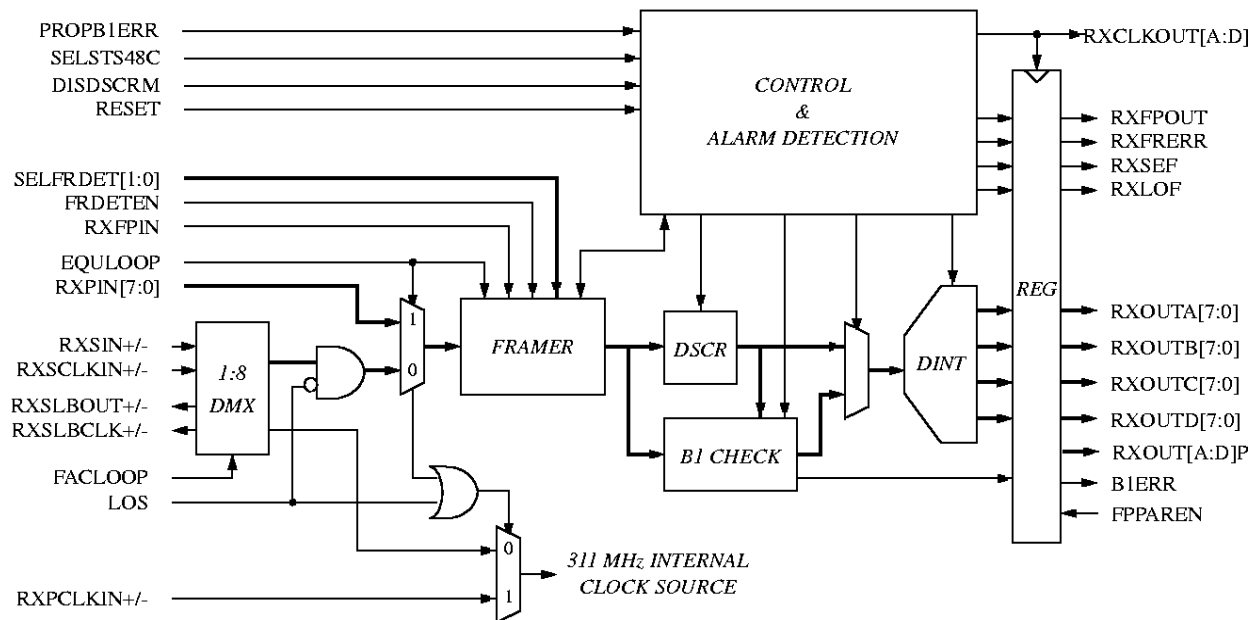 PROPB1ERR
SELSTS48C
DISDSCRM
RESET
CONTROL
&
ALARM DETECTION
RXCLKOUT[A:D]
RXFPOUT
RXFRERR
RXSEF
RXLOF
SELFRDET[1:0]
FRDETEN
RXFPIN
EQULOOP
RXPIN[7:0]
RXSIN+/-
RXSCLKIN+/-
RXSLBOUT+/-
RXSLBCLK+/-
FACLOOP
LOS
RXPCLKIN+/-
1:8
DMX
1
0
FRAMER
DSCR
B1 CHECK
DINT
REG
RXOUTA[7:0]
RXOUTB[7:0]
RXOUTC[7:0]
RXOUTD[7:0]
RXOUT[A:D]P
B1ERR
FPPAREN
0
1
311 MHz INTERNAL
CLOCK SOURCE